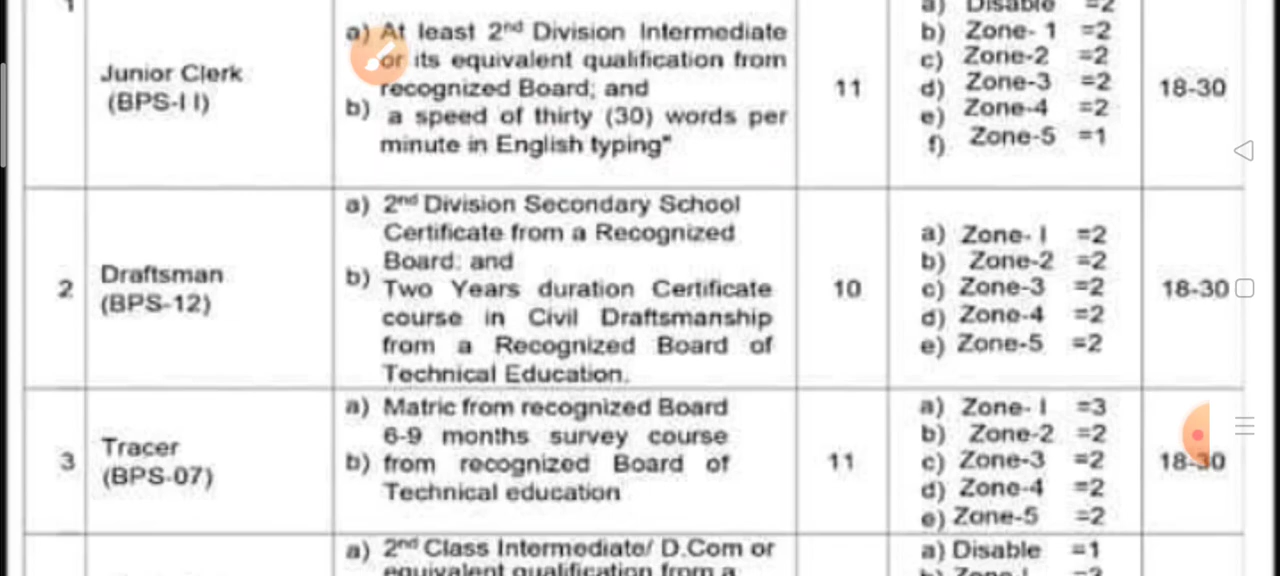 1
Junior Clerk
(BPS-11)
a) At least 2nd Division Intermediate
or its equivalent qualification from
recognized Board; and
b) a speed of thirty (30) words per
minute in English typing"
11
a) Disable =2
b) Zone- 1 =2
c) Zone-2 =2
d) Zone-3 =2
e) Zone-4 =2
f) Zone-5 =1
18-30
2
Draftsman
(BPS-12)
a) 2nd Division Secondary School
Certificate from a Recognized
Board; and
b) Two Years duration Certificate
course in Civil Draftsmanship
from a Recognized Board of
Technical Education.
10
a) Zone- I =2
b) Zone-2 =2
c) Zone-3 =2
d) Zone-4 =2
e) Zone-5 =2
18-30
3
Tracer
(BPS-07)
a) Matric from recognized Board
6-9 months survey course
b) from recognized Board of
Technical education
11
a) Zone- I =3
b) Zone-2 =2
c) Zone-3 =2
d) Zone-4 =2
e) Zone-5 =2
18-30
a) 2nd Class Intermediate/ D.Com or
equivalent qualification from a
a) Disable =1